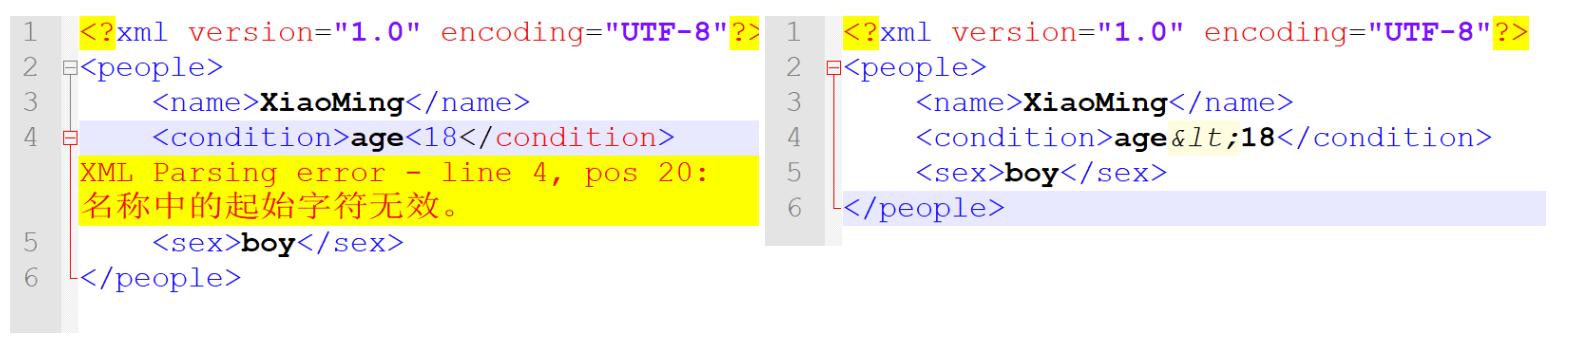 1 <?xml version="1.0" encoding="UTF-8"?>
2 <people>
3 <name>XiaoMing</name>
4 <condition>age<18</condition>
XML Parsing error - line 4, pos 20:
名称中的起始字符无效。
5 <sex>boy</sex>
6 </people>
1 <?xml version="1.0" encoding="UTF-8"?>
2 <people>
3 <name>XiaoMing</name>
4 <condition>age&lt;18</condition>
5 <sex>boy</sex>
6 </people>